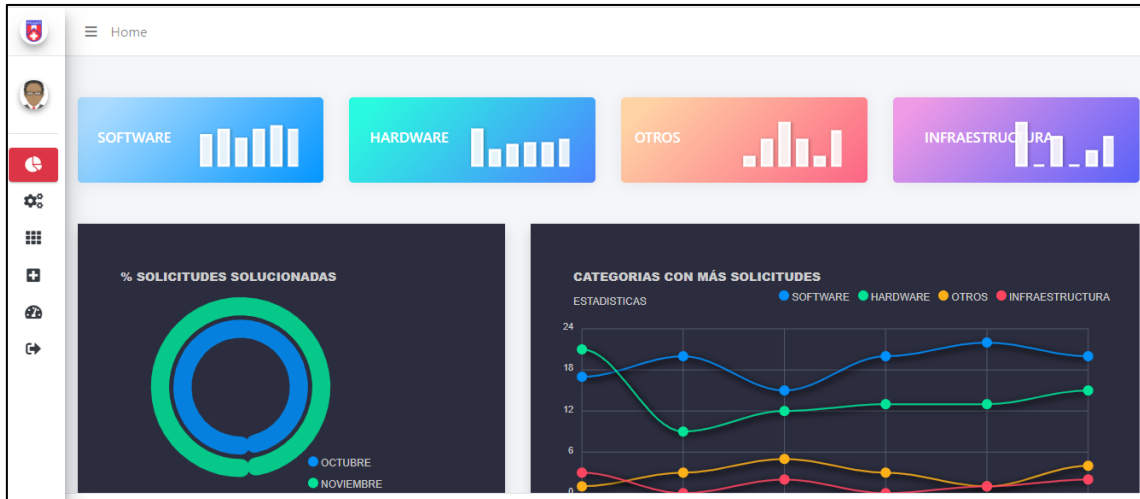 Home
SOFTWARE
HARDWARE
OTROS
INFRAESTRUCTURA
% SOLICITUDES SOLUCIONADAS
OCTUBRE
NOVIEMBRE
CATEGORIAS CON MÁS SOLICITUDES
ESTADISTICAS
SOFTWARE HARDWARE OTROS INFRAESTRUCTURA
24
18
12
6
0